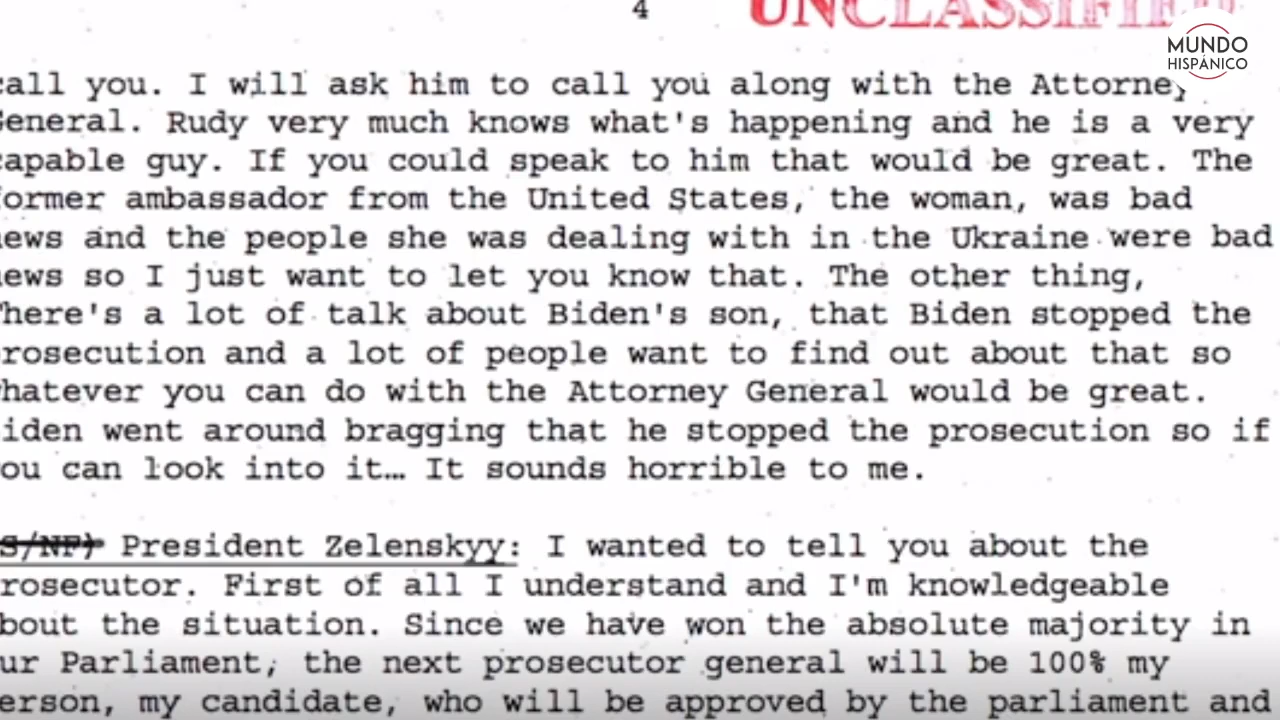 4
UNCLASSIFIED
MUNDO
HISPÁNICO
call you. I will ask him to call you along with the Attorney
General. Rudy very much knows what's happening and he is a very
capable guy. If you could speak to him that would be great. The
former ambassador from the United States, the woman, was bad
news and the people she was dealing with in the Ukraine were bad
news so I just want to let you know that. The other thing,
There's a lot of talk about Biden's son, that Biden stopped the
prosecution and a lot of people want to find out about that so
whatever you can do with the Attorney General would be great.
Biden went around bragging that he stopped the prosecution so if
you can look into it… It sounds horrible to me.
S/NF) President Zelenskyy: I wanted to tell you about the
prosecutor. First of all I understand and I'm knowledgeable
about the situation. Since we have won the absolute majority in
our Parliament, the next prosecutor general will be 100% my
person, my candidate, who will be approved by the parliament and